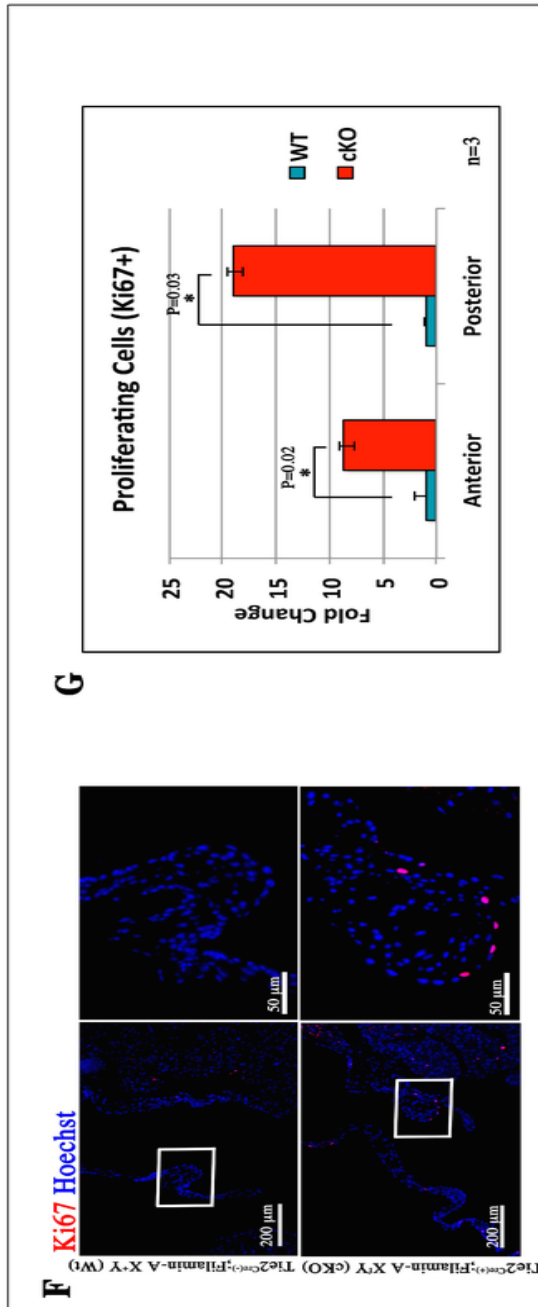 F
Ki67 Hoechst
Tie2ᶜʳᵉ⁽⁻⁾;Filamin-A X⁺Y (Wt)
Tie2ᶜʳᵉ⁽⁺⁾;Filamin-A XᶠY (cKO)
200 µm
50 µm
200 µm
50 µm
G
Proliferating Cells (Ki67+)
Fold Change
25
20
15
10
5
0
P=0.02
*
P=0.03
*
Anterior
Posterior
WT
cKO
n=3